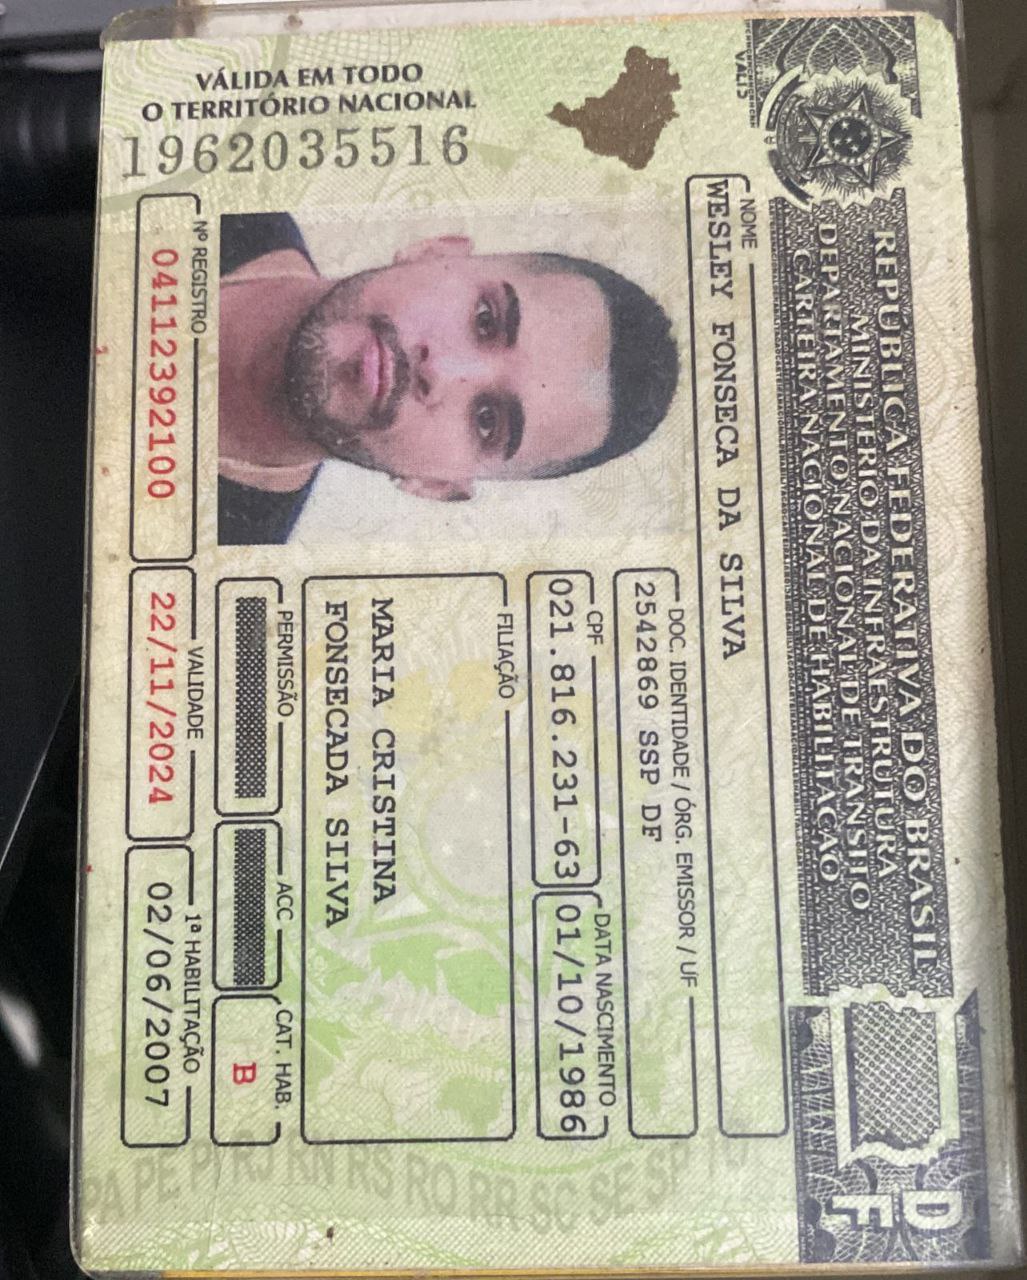 REPÚBLICA FEDERATIVA DO BRASIL
MINISTÉRIO DA INFRAESTRUTURA
DEPARTAMENTO NACIONAL DE TRÂNSITO
CARTEIRA NACIONAL DE HABILITAÇÃO
DF
NOME
WESLEY FONSECA DA SILVA
DOC. IDENTIDADE / ÓRG. EMISSOR / UF
2542869 SSP DF
CPF
021.816.231-63
DATA NASCIMENTO
01/10/1986
FILIAÇÃO
MARIA CRISTINA
FONSECADA SILVA
PERMISSÃO
ACC
CAT. HAB.
B
Nº REGISTRO
04112392100
VALIDADE
22/11/2024
1ª HABILITAÇÃO
02/06/2007
VÁLIDA EM TODO
O TERRITÓRIO NACIONAL
1962035516
PA PE PI RJ RN RS RO RR SC SE SP TO